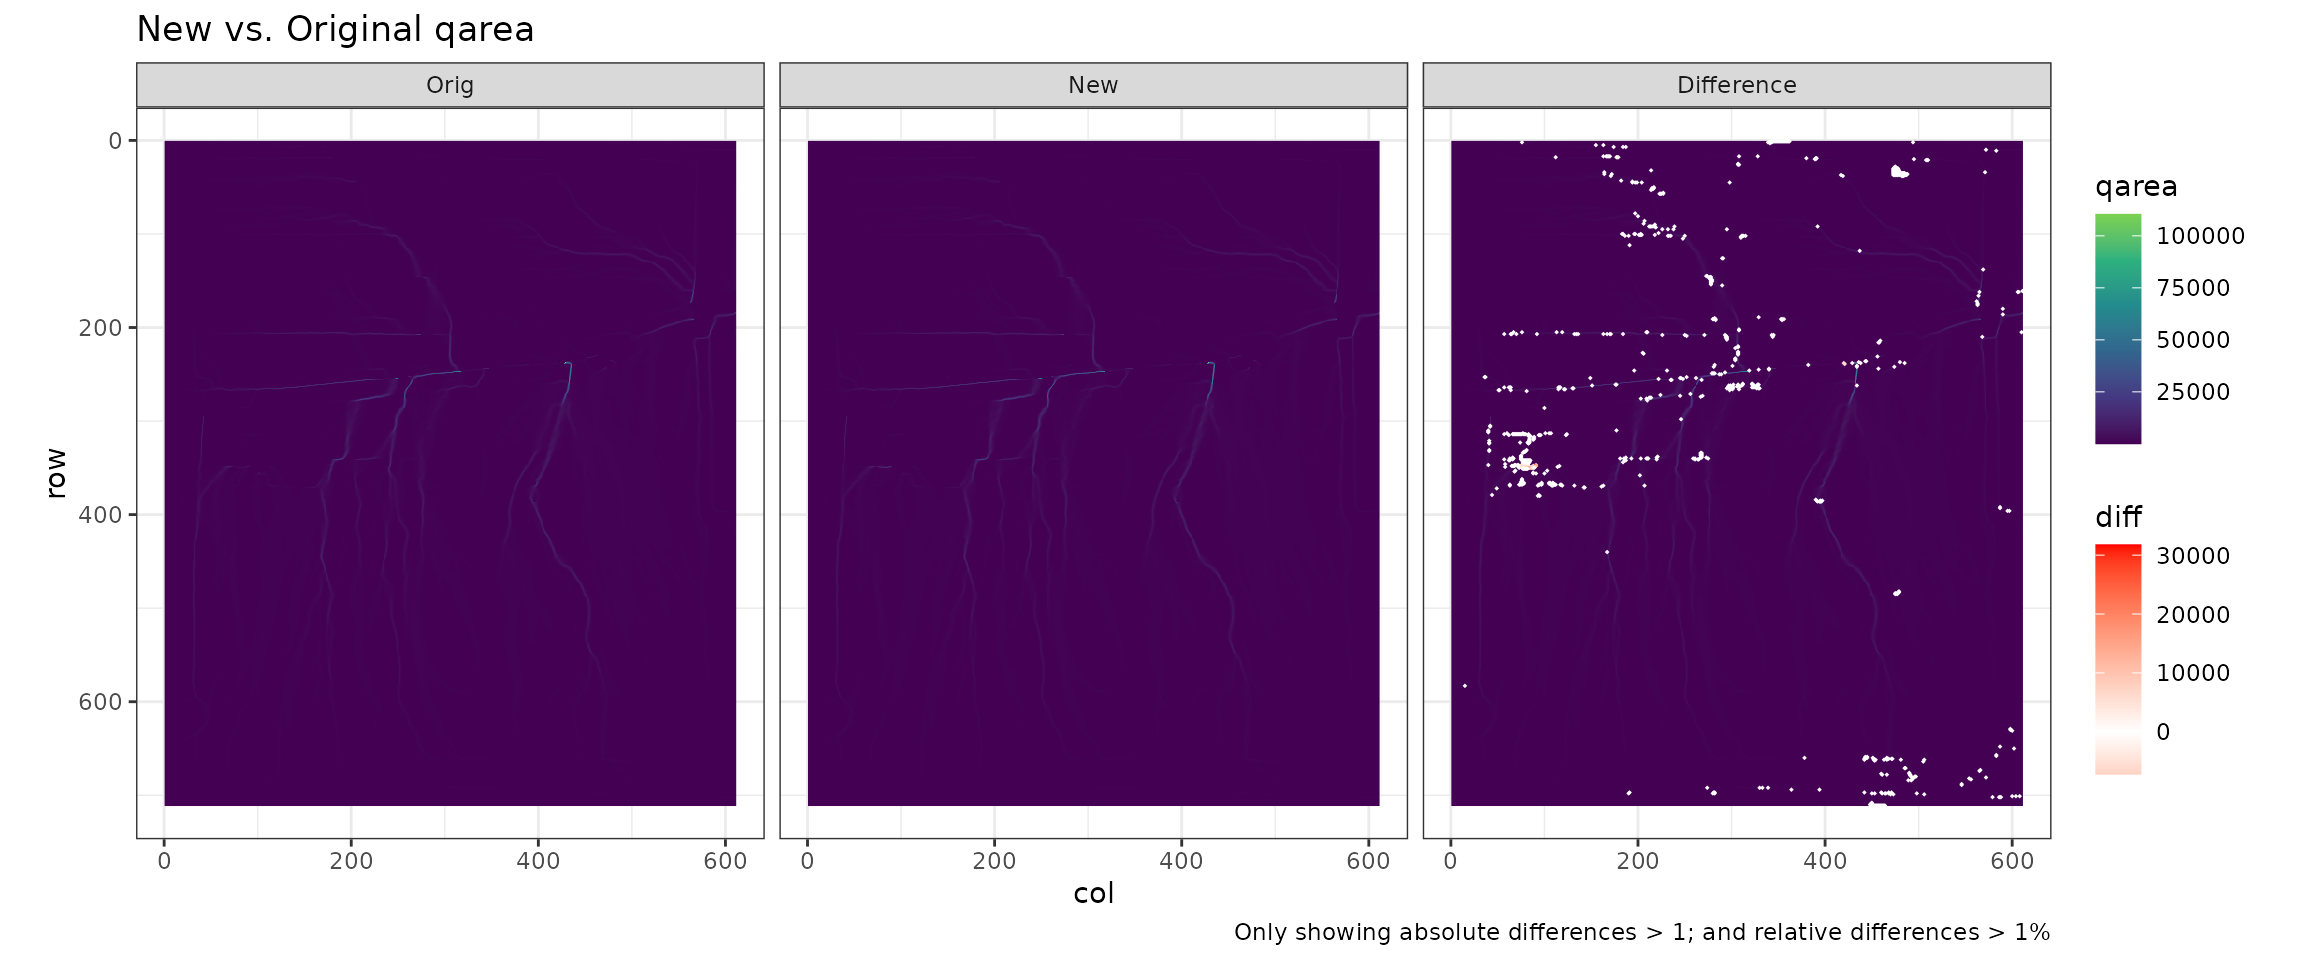 New vs. Original qarea
Orig
New
Difference
0
200
400
600
row
0
200
400
600
0
200
400
600
0
200
400
600
col
qarea
100000
75000
50000
25000
diff
30000
20000
10000
0
Only showing absolute differences > 1; and relative differences > 1%